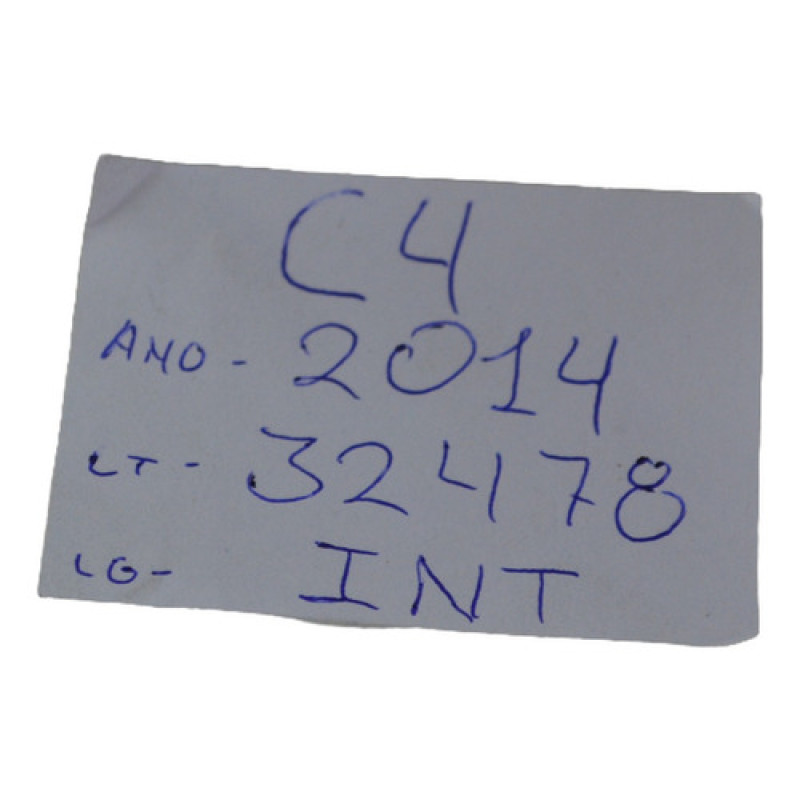 C4
ANO - 2014
LT - 32478
LG - INT